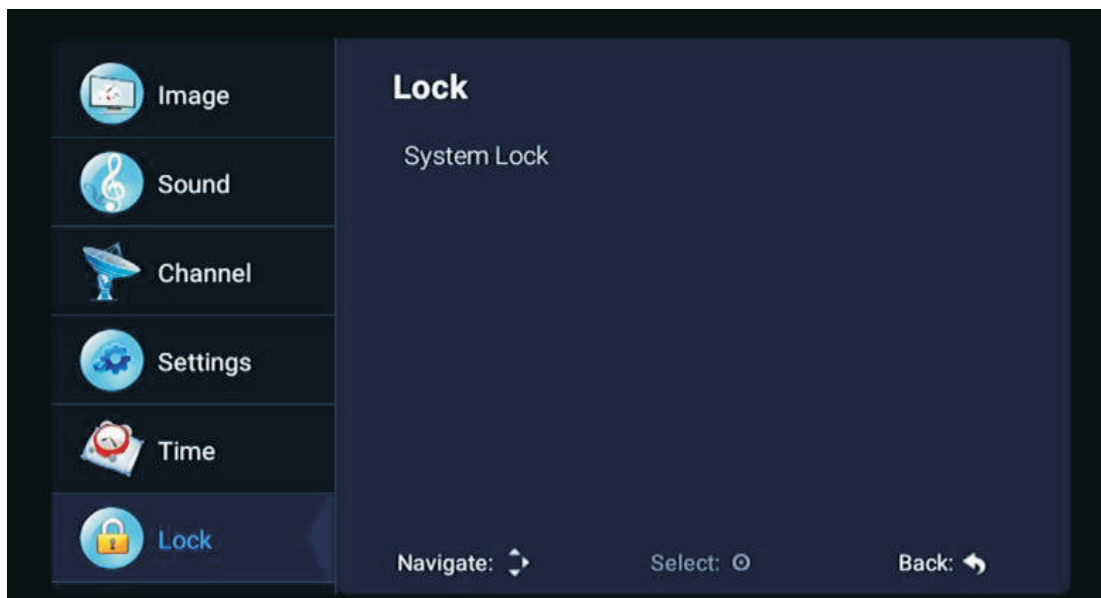 Image
Sound
Channel
Settings
Time
Lock
Lock
System Lock
Navigate:
Select:
Back: